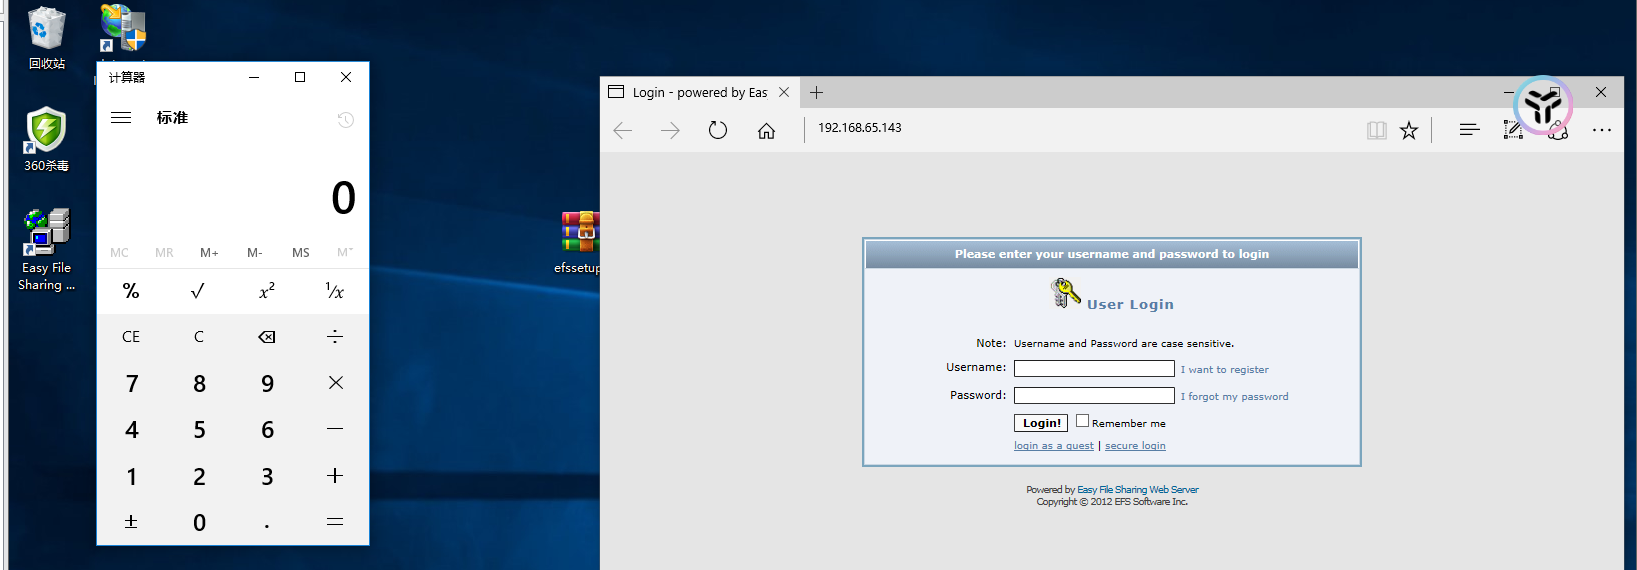 回收站
360杀毒
Easy File
Sharing ...
计算器
标准
0
MC MR M+ M- MS M˅
% √ x² ¹/x
CE C ÷
7 8 9 ×
4 5 6 −
1 2 3 +
± 0 . =
efssetup
Login - powered by Eas
192.168.65.143
Please enter your username and password to login
User Login
Note: Username and Password are case sensitive.
Username: I want to register
Password: I forgot my password
Login! Remember me
login as a guest | secure login
Powered by Easy File Sharing Web Server
Copyright © 2012 EFS Software Inc.